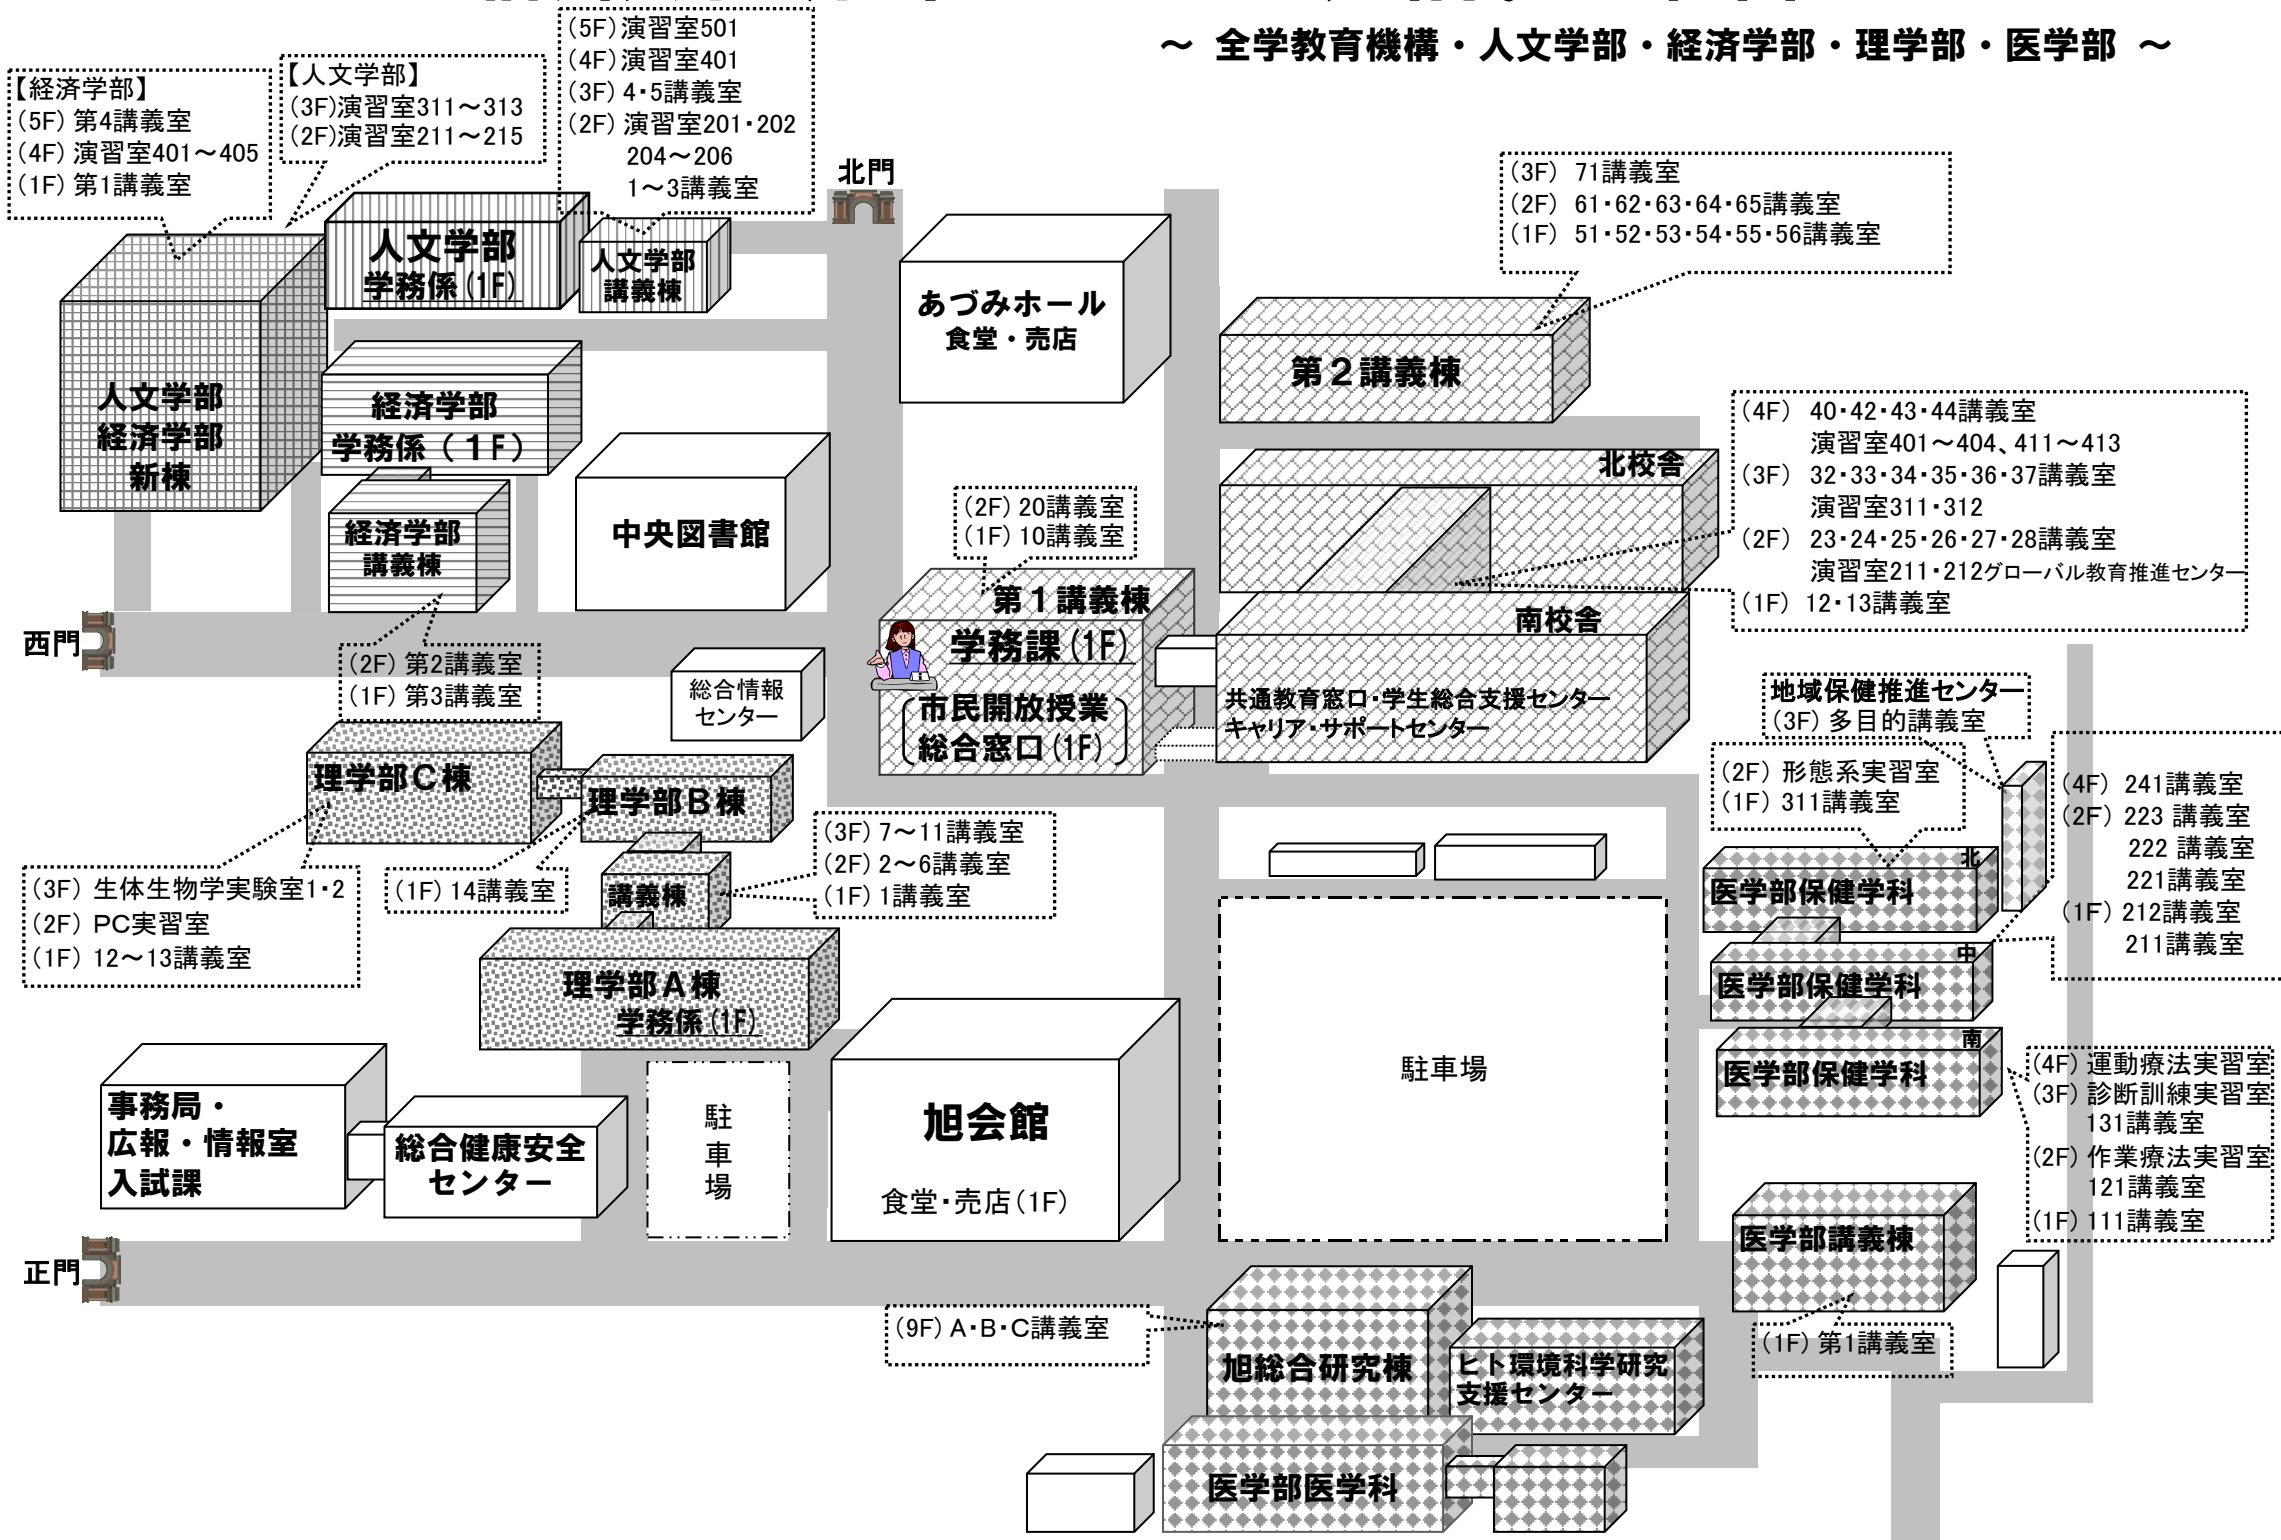 ～ 全学教育機構・人文学部・経済学部・理学部・医学部 ～
【経済学部】
(5F) 第4講義室
(4F) 演習室401～405
(1F) 第1講義室
【人文学部】
(3F)演習室311～313
(2F)演習室211～215
(5F)演習室501
(4F)演習室401
(3F) 4・5講義室
(2F) 演習室201・202
204～206
1～3講義室
北門
(3F) 71講義室
(2F) 61・62・63・64・65講義室
(1F) 51・52・53・54・55・56講義室
人文学部
学務係(1F)
人文学部
講義棟
あづみホール
食堂・売店
第２講義棟
人文学部
経済学部
新棟
経済学部
学務係（１F）
経済学部
講義棟
中央図書館
(2F) 20講義室
(1F) 10講義室
北校舎
(4F) 40・42・43・44講義室
演習室401～404、411～413
(3F) 32・33・34・35・36・37講義室
演習室311・312
(2F) 23・24・25・26・27・28講義室
演習室211・212グローバル教育推進センター
(1F) 12・13講義室
第１講義棟
学務課(1F)
市民開放授業
総合窓口(1F)
南校舎
共通教育窓口・学生総合支援センター
キャリア・サポートセンター
西門
(2F) 第2講義室
(1F) 第3講義室
総合情報
センター
地域保健推進センター
(3F) 多目的講義室
(2F) 形態系実習室
(1F) 311講義室
(4F) 241講義室
(2F) 223 講義室
222 講義室
221講義室
(1F) 212講義室
211講義室
理学部Ｃ棟
理学部Ｂ棟
(3F) 7～11講義室
(2F) 2～6講義室
(1F) 1講義室
(3F) 生体生物学実験室1・2
(2F) PC実習室
(1F) 12～13講義室
(1F) 14講義室
講義棟
理学部Ａ棟
学務係(1F)
北
医学部保健学科
中
医学部保健学科
南
医学部保健学科
駐車場
(4F) 運動療法実習室
(3F) 診断訓練実習室
131講義室
(2F) 作業療法実習室
121講義室
(1F) 111講義室
事務局・
広報・情報室
入試課
総合健康安全
センター
駐
車
場
旭会館
食堂・売店(1F)
正門
医学部講義棟
(1F) 第1講義室
(9F) A・B・C講義室
旭総合研究棟
ヒト環境科学研究
支援センター
医学部医学科